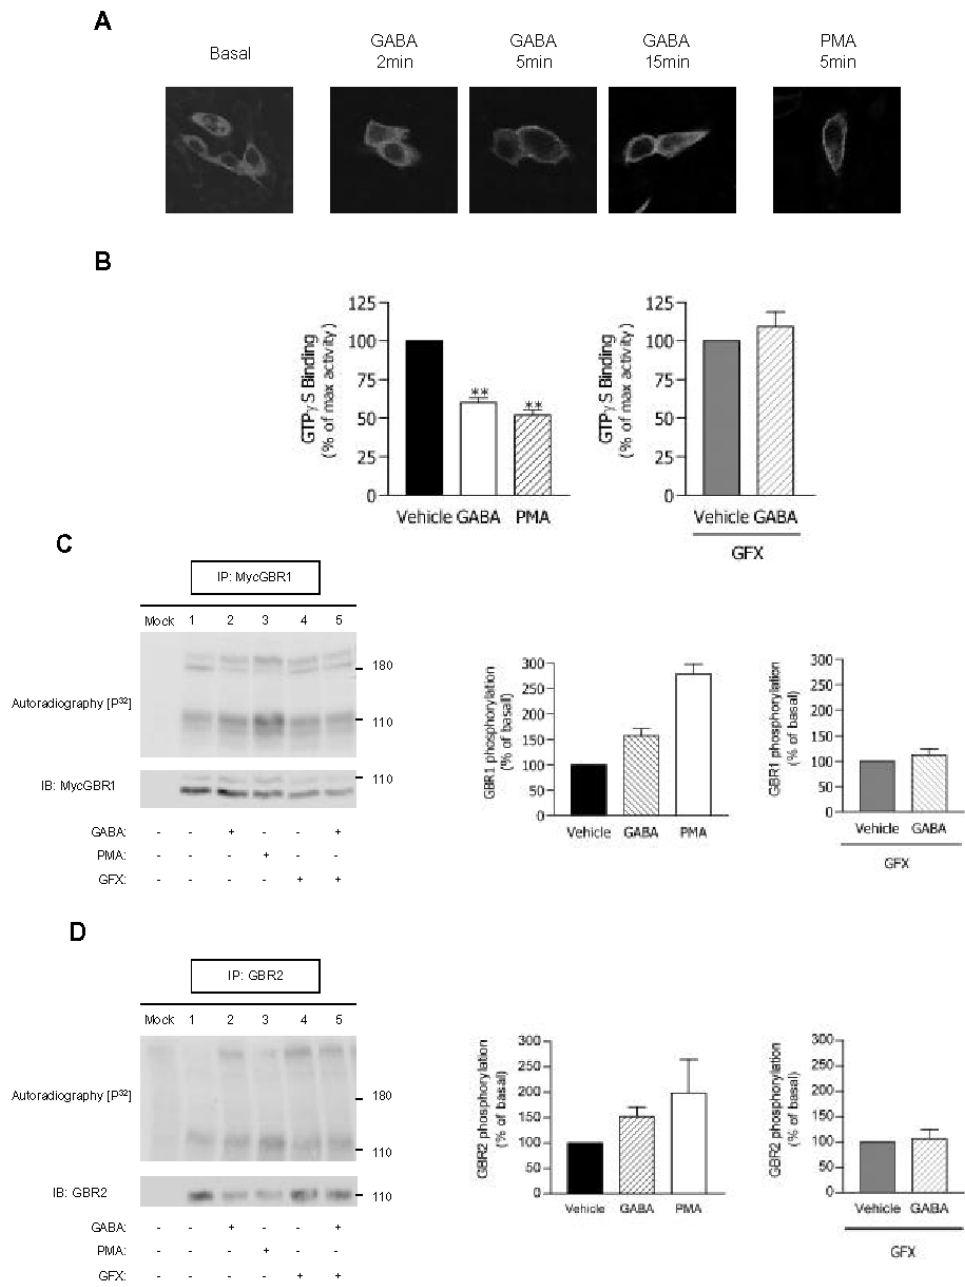 A
Basal
GABA
2min
GABA
5min
GABA
15min
PMA
5min
B
GTPγS Binding
(% of max activity)
125
100
75
50
25
0
**
**
Vehicle GABA PMA
GTPγS Binding
(% of max activity)
125
100
75
50
25
0
Vehicle GABA
GFX
C
IP: MycGBR1
Mock 1 2 3 4 5
Autoradiography [P³²]
180
110
IB: MycGBR1
110
GABA: - - + - - +
PMA: - - - + - -
GFX: - - - - + +
GBR1 phosphorylation
(% of basal)
300
250
200
150
100
50
0
Vehicle GABA PMA
GBR1 phosphorylation
(% of basal)
300
250
200
150
100
50
0
Vehicle GABA
GFX
D
IP: GBR2
Mock 1 2 3 4 5
Autoradiography [P³²]
180
110
IB: GBR2
110
GABA: - - + - - +
PMA: - - - + - -
GFX: - - - - + +
GBR2 phosphorylation
(% of basal)
300
250
200
150
100
50
0
Vehicle GABA PMA
GBR2 phosphorylation
(% of basal)
300
250
200
150
100
50
0
Vehicle GABA
GFX